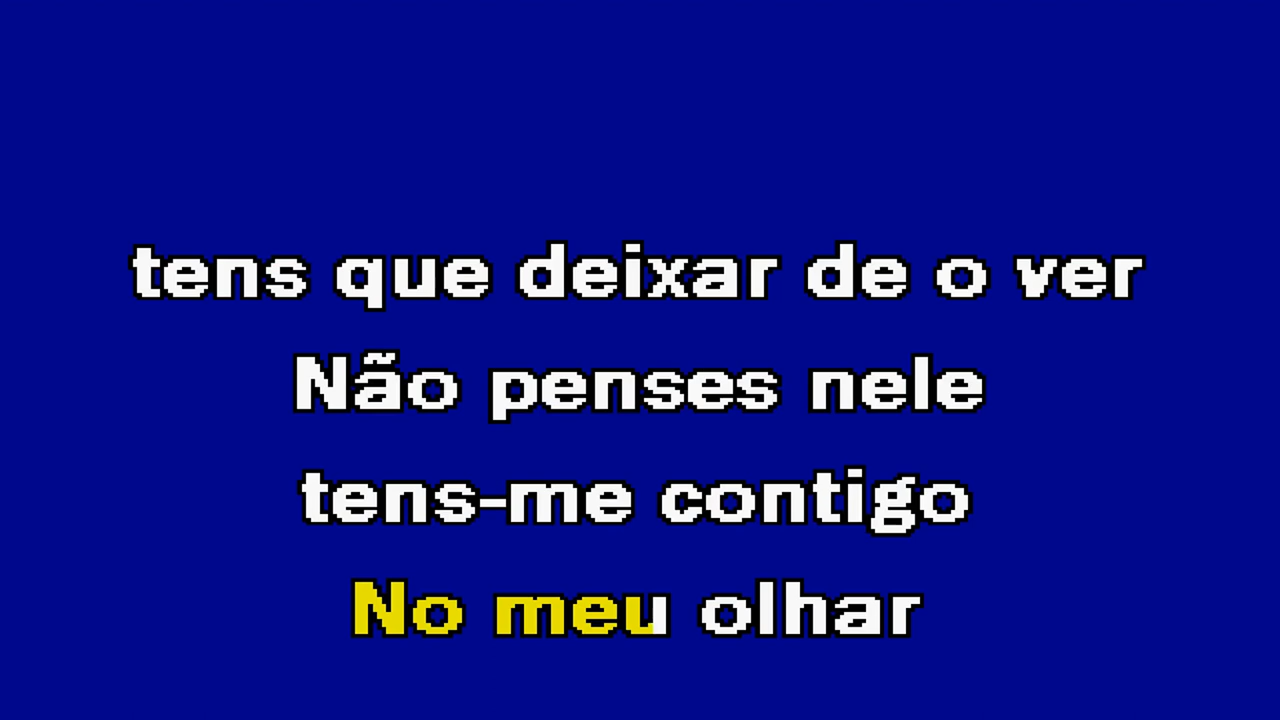 tens que deixar de o ver
Não penses nele
tens-me contigo
No meu olhar